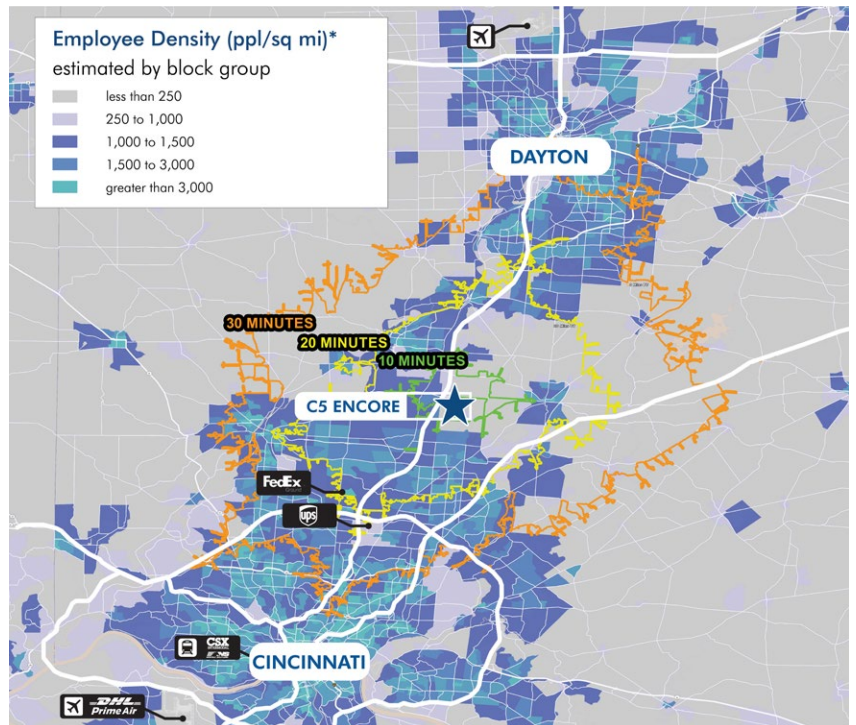 Employee Density (ppl/sq mi)*
estimated by block group
less than 250
250 to 1,000
1,000 to 1,500
1,500 to 3,000
greater than 3,000
DAYTON
30 MINUTES
20 MINUTES
10 MINUTES
C5 ENCORE
FedEx
Ground
UPS
CSX
NS
CINCINNATI
DHL
Prime Air